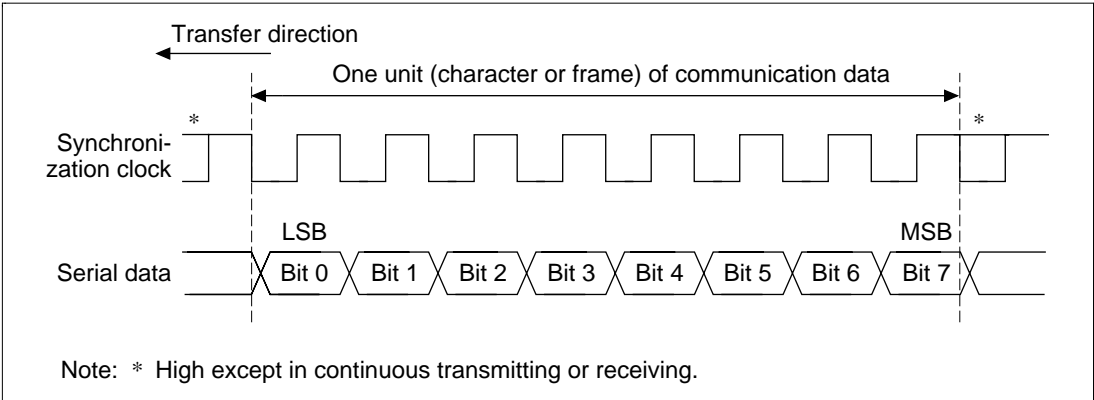 Transfer direction
One unit (character or frame) of communication data
* *
Synchroni-
zation clock
LSB MSB
Serial data Bit 0 Bit 1 Bit 2 Bit 3 Bit 4 Bit 5 Bit 6 Bit 7
Note: * High except in continuous transmitting or receiving.